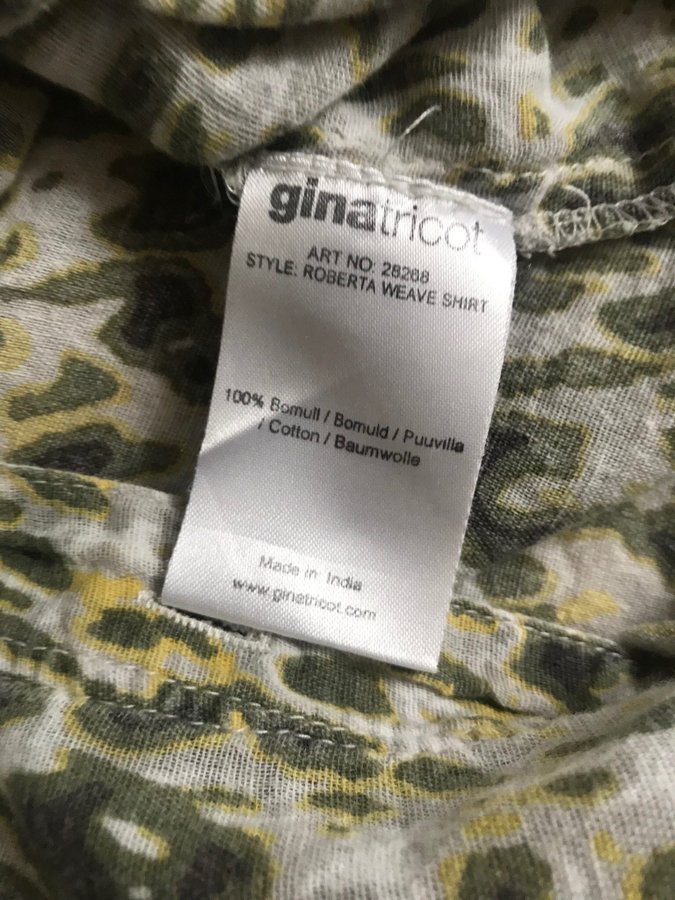 ginatricot
ART NO: 28268
STYLE: ROBERTA WEAVE SHIRT
100% Bomull / Bomuld / Puuvilla
/ Cotton / Baumwolle
Made in India
www.ginatricot.com